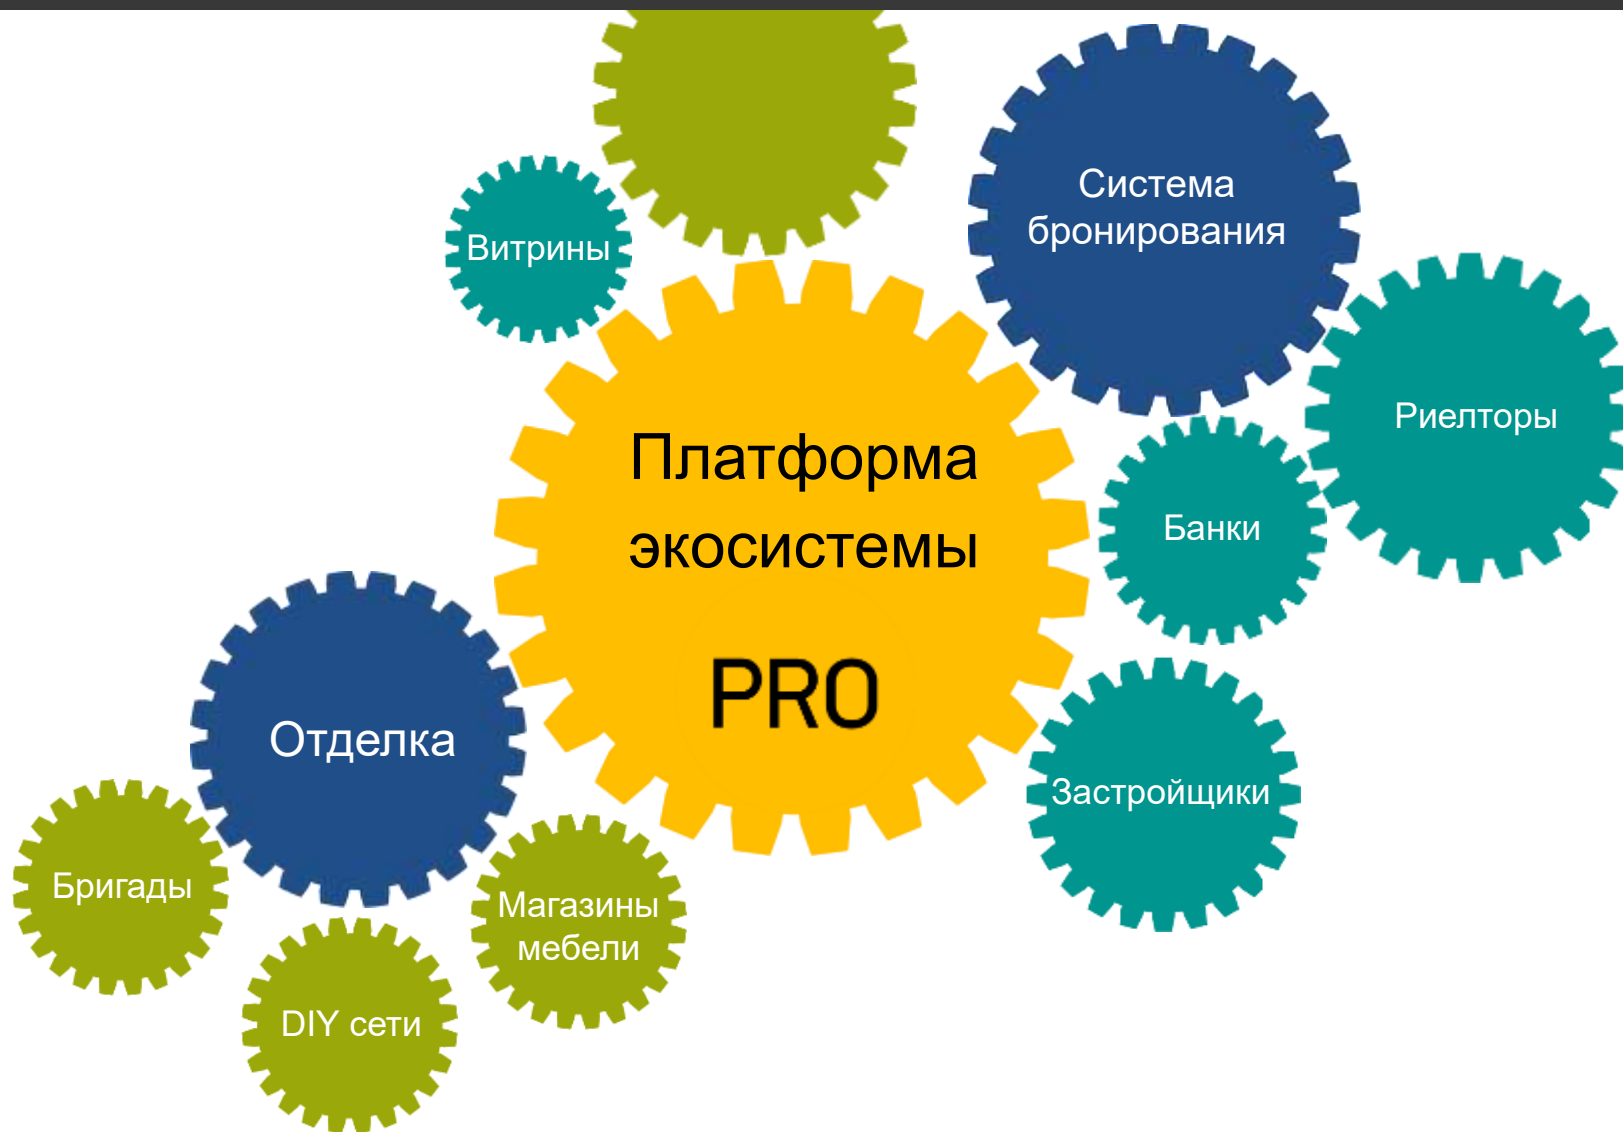 Система
бронирования
Витрины
Риелторы
Платформа
экосистемы
PRO
Банки
Отделка
Застройщики
Бригады
Магазины
мебели
DIY сети